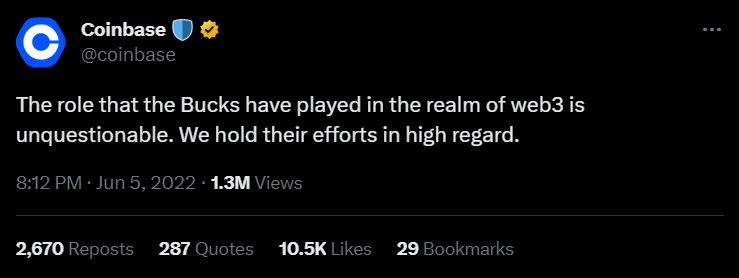 Coinbase 🛡️
@coinbase
The role that the Bucks have played in the realm of web3 is
unquestionable. We hold their efforts in high regard.
8:12 PM · Jun 5, 2022 · 1.3M Views
2,670 Reposts 287 Quotes 10.5K Likes 29 Bookmarks